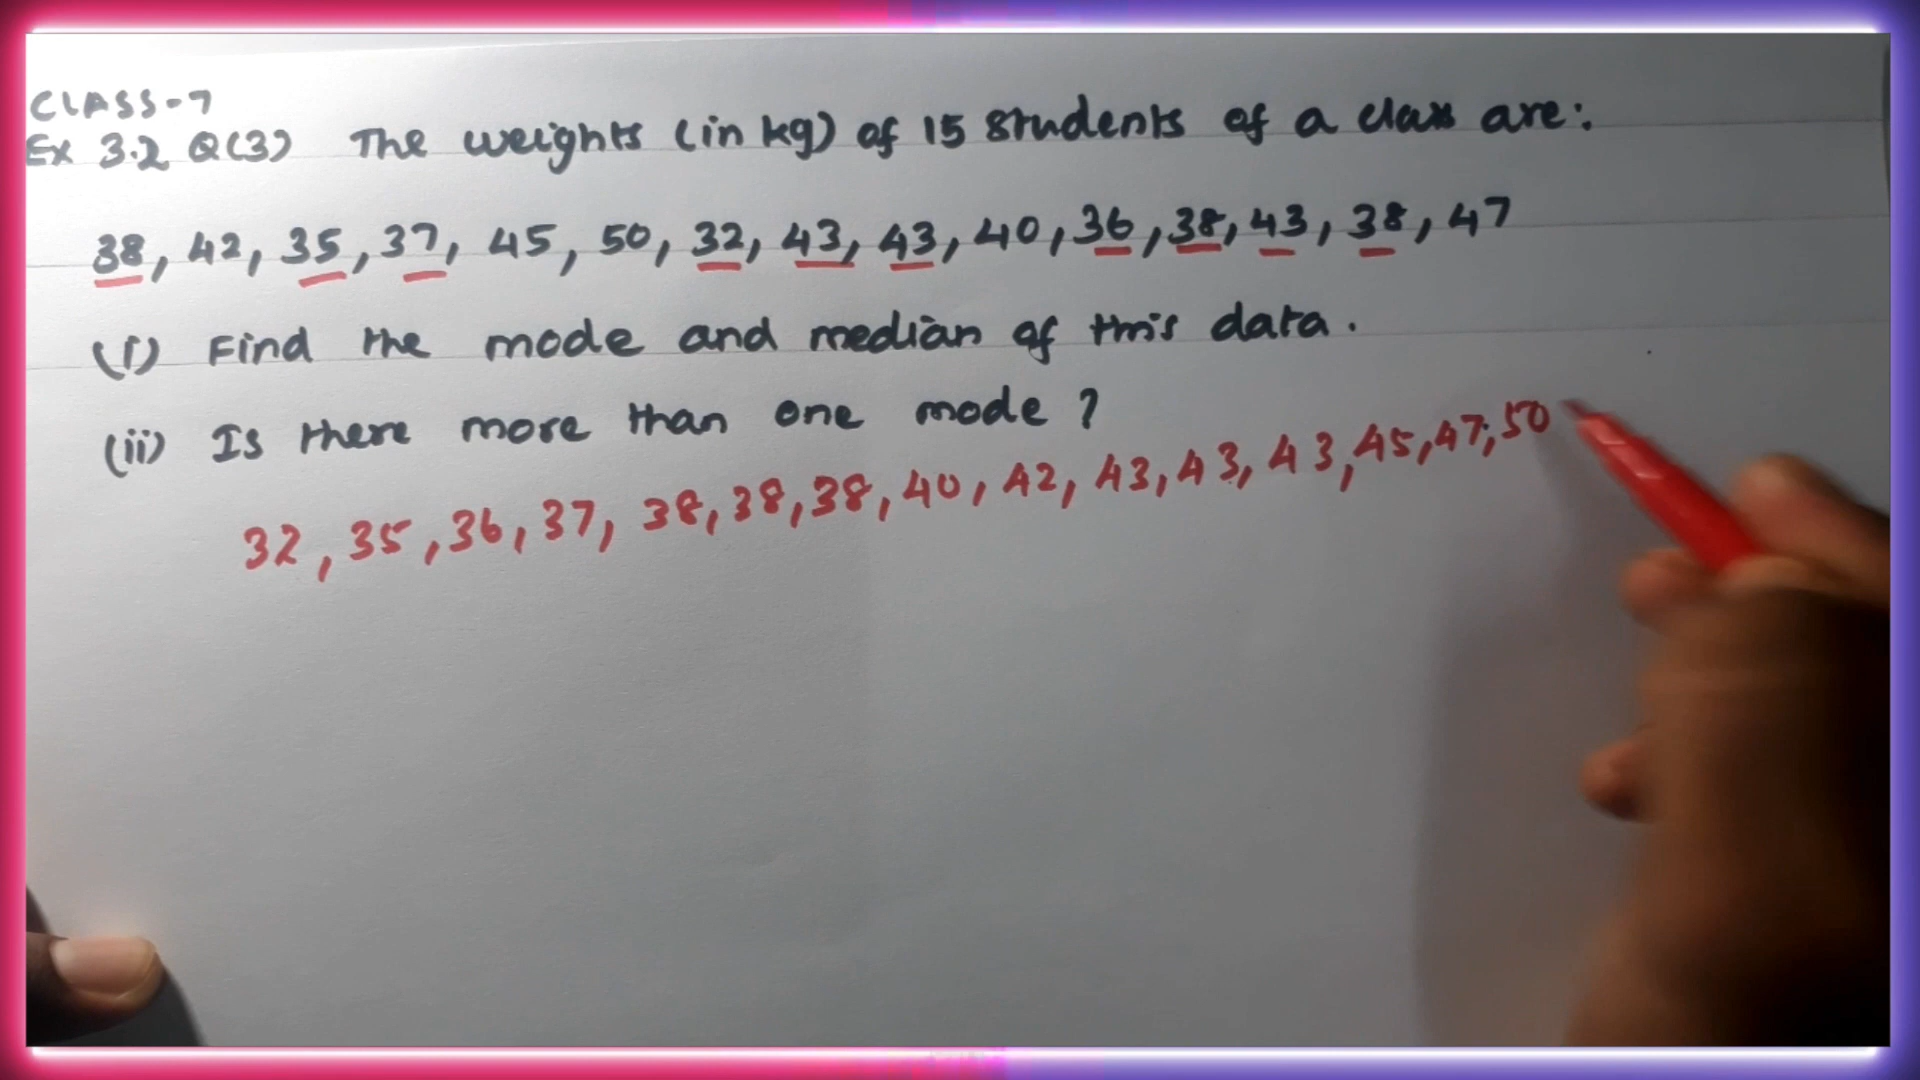 CLASS-7
Ex 3.2 Q(3) The weights (in kg) of 15 students of a class are:
38, 42, 35, 37, 45, 50, 32, 43, 43, 40, 36, 38, 43, 38, 47
(i) Find the mode and median of this data.
(ii) Is there more than one mode?
32, 35, 36, 37, 38, 38, 38, 40, 42, 43, 43, 43, 45, 47, 50